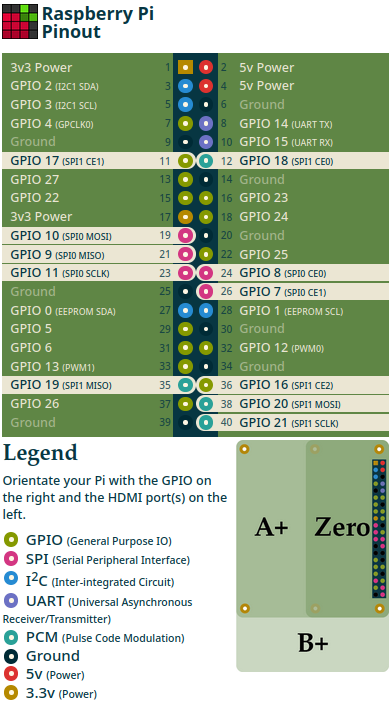 Raspberry Pi
Pinout
3v3 Power 1 2 5v Power
GPIO 2 (I2C1 SDA) 3 4 5v Power
GPIO 3 (I2C1 SCL) 5 6 Ground
GPIO 4 (GPCLK0) 7 8 GPIO 14 (UART TX)
Ground 9 10 GPIO 15 (UART RX)
GPIO 17 (SPI1 CE1) 11 12 GPIO 18 (SPI1 CE0)
GPIO 27 13 14 Ground
GPIO 22 15 16 GPIO 23
3v3 Power 17 18 GPIO 24
GPIO 10 (SPI0 MOSI) 19 20 Ground
GPIO 9 (SPI0 MISO) 21 22 GPIO 25
GPIO 11 (SPI0 SCLK) 23 24 GPIO 8 (SPI0 CE0)
Ground 25 26 GPIO 7 (SPI0 CE1)
GPIO 0 (EEPROM SDA) 27 28 GPIO 1 (EEPROM SCL)
GPIO 5 29 30 Ground
GPIO 6 31 32 GPIO 12 (PWM0)
GPIO 13 (PWM1) 33 34 Ground
GPIO 19 (SPI1 MISO) 35 36 GPIO 16 (SPI1 CE2)
GPIO 26 37 38 GPIO 20 (SPI1 MOSI)
Ground 39 40 GPIO 21 (SPI1 SCLK)
Legend
Orientate your Pi with the GPIO on
the right and the HDMI port(s) on the
left.
GPIO (General Purpose IO)
SPI (Serial Peripheral Interface)
I²C (Inter-integrated Circuit)
UART (Universal Asynchronous
Receiver/Transmitter)
PCM (Pulse Code Modulation)
Ground
5v (Power)
3.3v (Power)
A+ Zero
B+